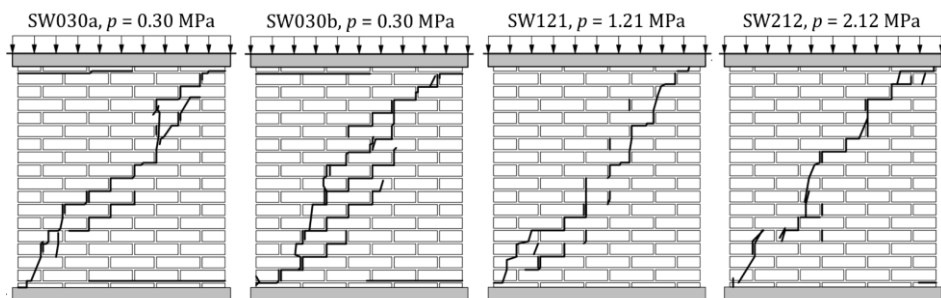 SW030a, p = 0.30 MPa
SW030b, p = 0.30 MPa
SW121, p = 1.21 MPa
SW212, p = 2.12 MPa